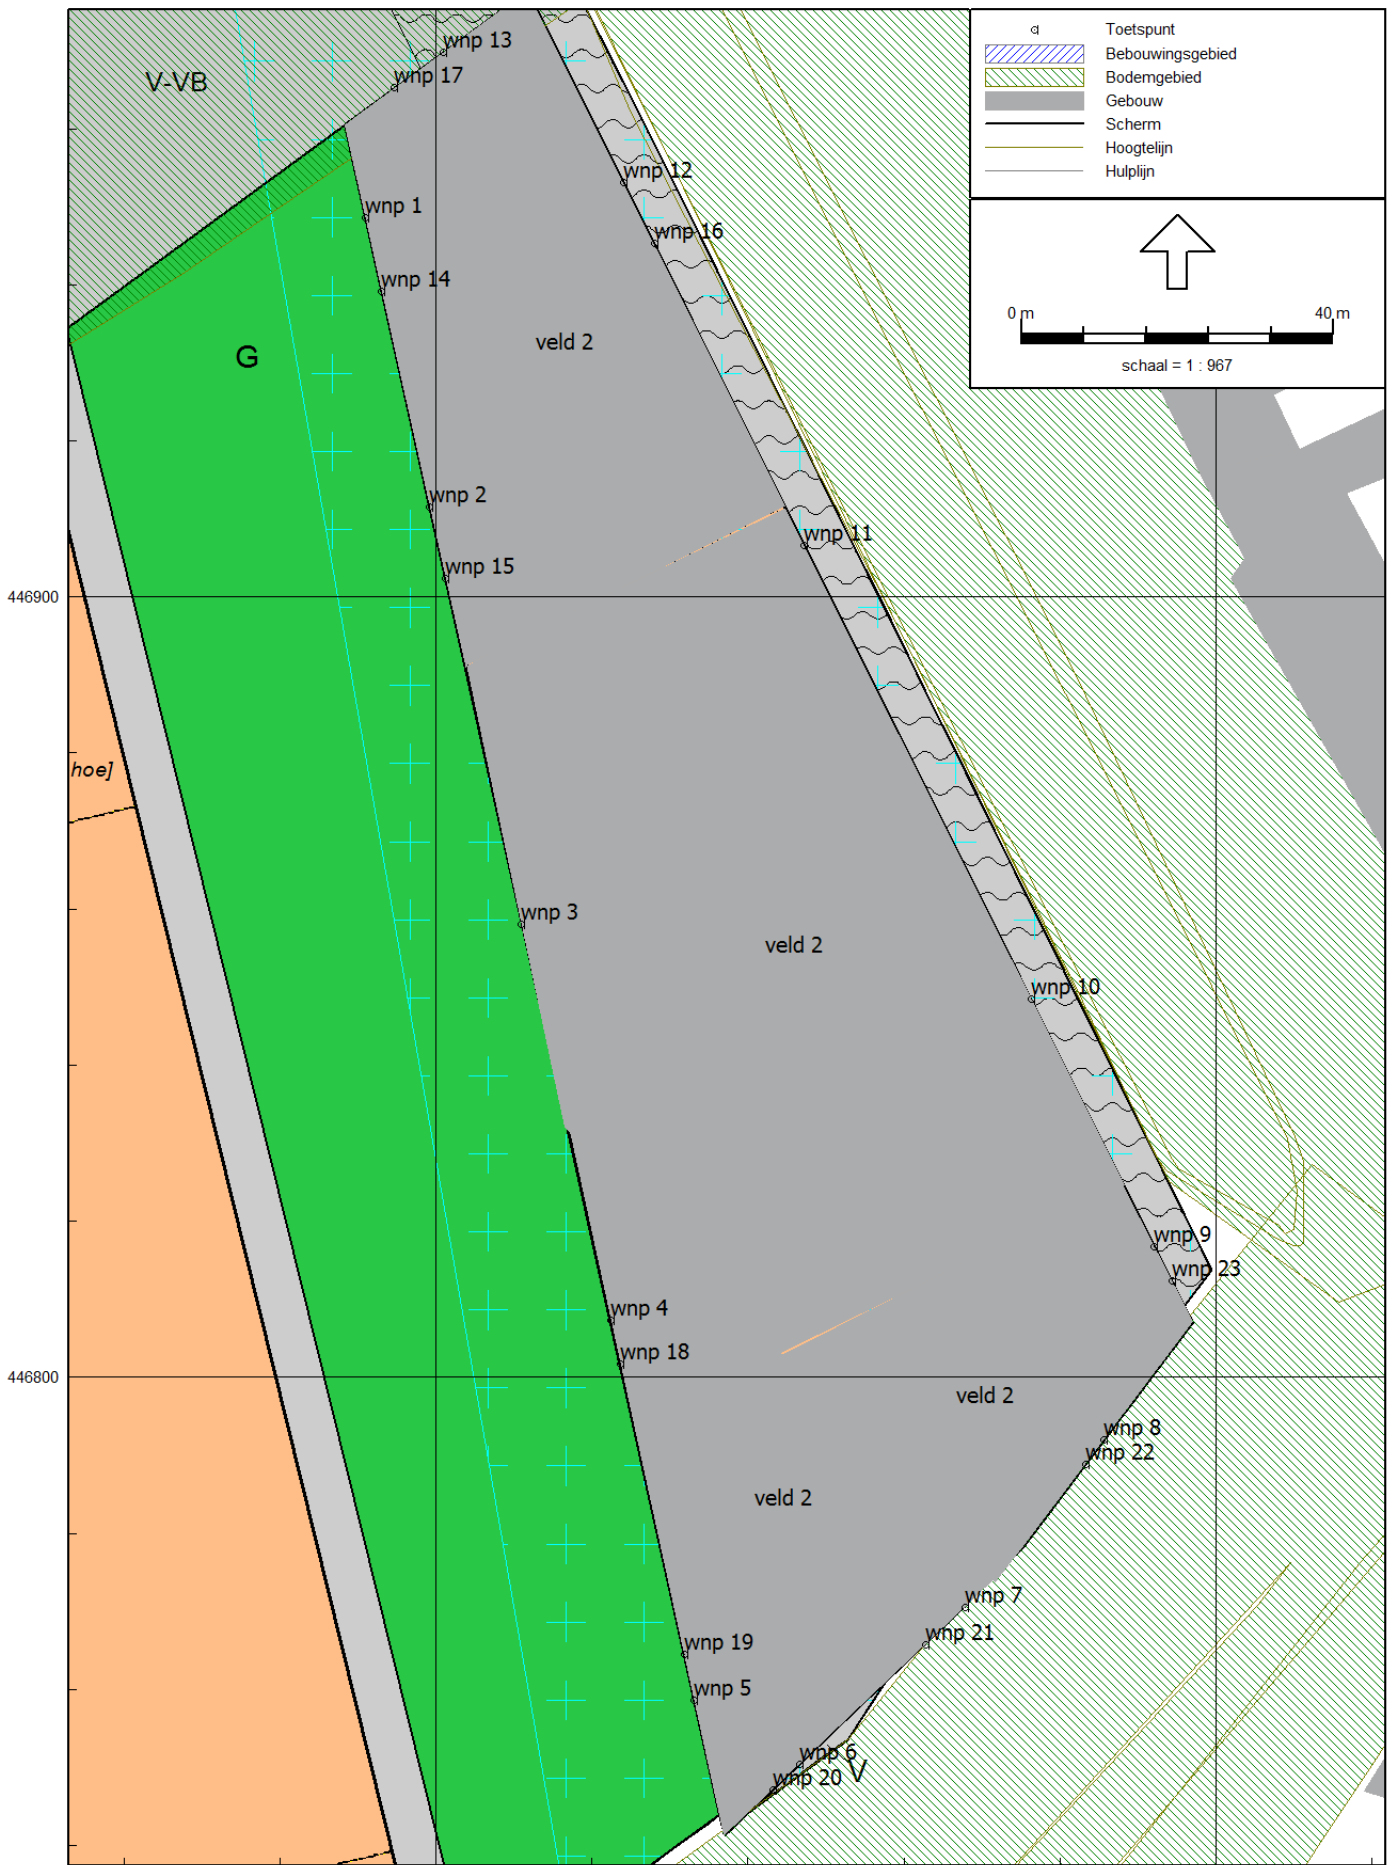 wnp 13
wnp 17
V-VB
Toetspunt
Bebouwingsgebied
Bodemgebied
Gebouw
Scherm
Hoogtelijn
Hulplijn
0 m 40 m
schaal = 1 : 967
wnp 12
wnp 1
wnp 16
wnp 14
veld 2
G
wnp 2
wnp 11
wnp 15
446900
hoe]
wnp 3
veld 2
wnp 10
wnp 9
wnp 23
wnp 4
wnp 18
446800
veld 2
wnp 8
wnp 22
veld 2
wnp 7
wnp 21
wnp 19
wnp 5
wnp 6
V
wnp 20